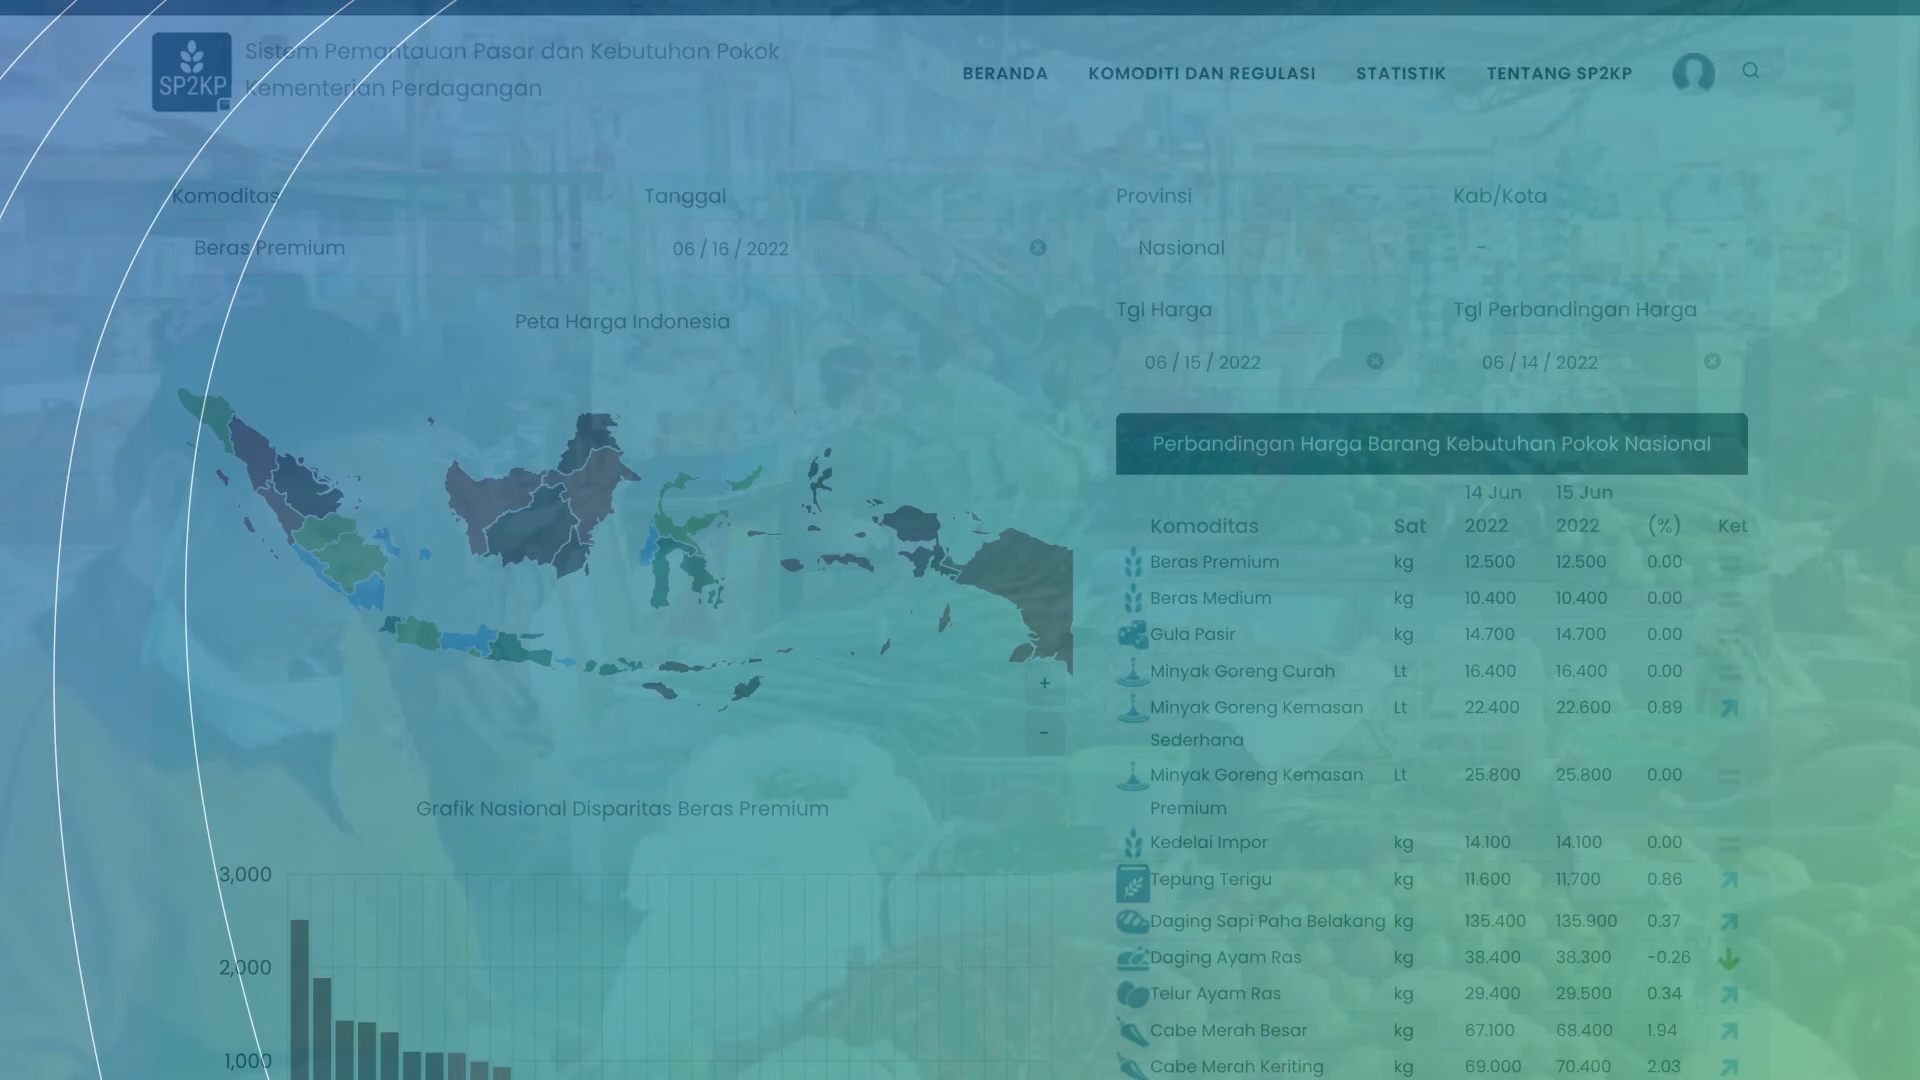 SP2KP
Sistem Pemantauan Pasar dan Kebutuhan Pokok
Kementerian Perdagangan
BERANDA KOMODITI DAN REGULASI STATISTIK TENTANG SP2KP
Komoditas Tanggal
Beras Premium 06 / 16 / 2022
Peta Harga Indonesia
+
-
Grafik Nasional Disparitas Beras Premium
3,000
2,000
1,000
Provinsi Kab/Kota
Nasional -
Tgl Harga Tgl Perbandingan Harga
06 / 15 / 2022 06 / 14 / 2022
Perbandingan Harga Barang Kebutuhan Pokok Nasional
14 Jun 15 Jun
Komoditas Sat 2022 2022 (%) Ket
Beras Premium kg 12.500 12.500 0.00
Beras Medium kg 10.400 10.400 0.00
Gula Pasir kg 14.700 14.700 0.00
Minyak Goreng Curah Lt 16.400 16.400 0.00
Minyak Goreng Kemasan Lt 22.400 22.600 0.89
Sederhana
Minyak Goreng Kemasan Lt 25.800 25.800 0.00
Premium
Kedelai Impor kg 14.100 14.100 0.00
Tepung Terigu kg 11.600 11.700 0.86
Daging Sapi Paha Belakang kg 135.400 135.900 0.37
Daging Ayam Ras kg 38.400 38.300 -0.26
Telur Ayam Ras kg 29.400 29.500 0.34
Cabe Merah Besar kg 67.100 68.400 1.94
Cabe Merah Keriting kg 69.000 70.400 2.03